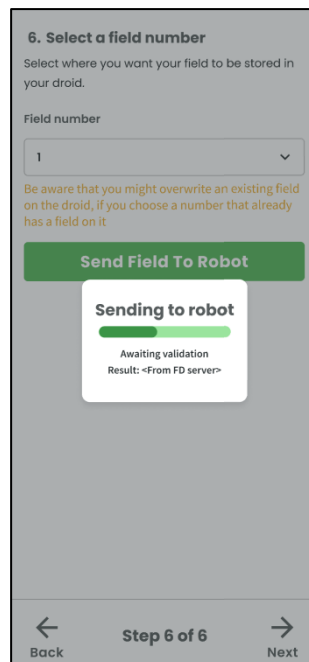 6. Select a field number
Select where you want your field to be stored in
your droid.
Field number
1
Be aware that you might overwrite an existing field
on the droid, if you choose a number that already
has a field on it
Send Field To Robot
Sending to robot
Awaiting validation
Result: <From FD server>
Back
Step 6 of 6
Next